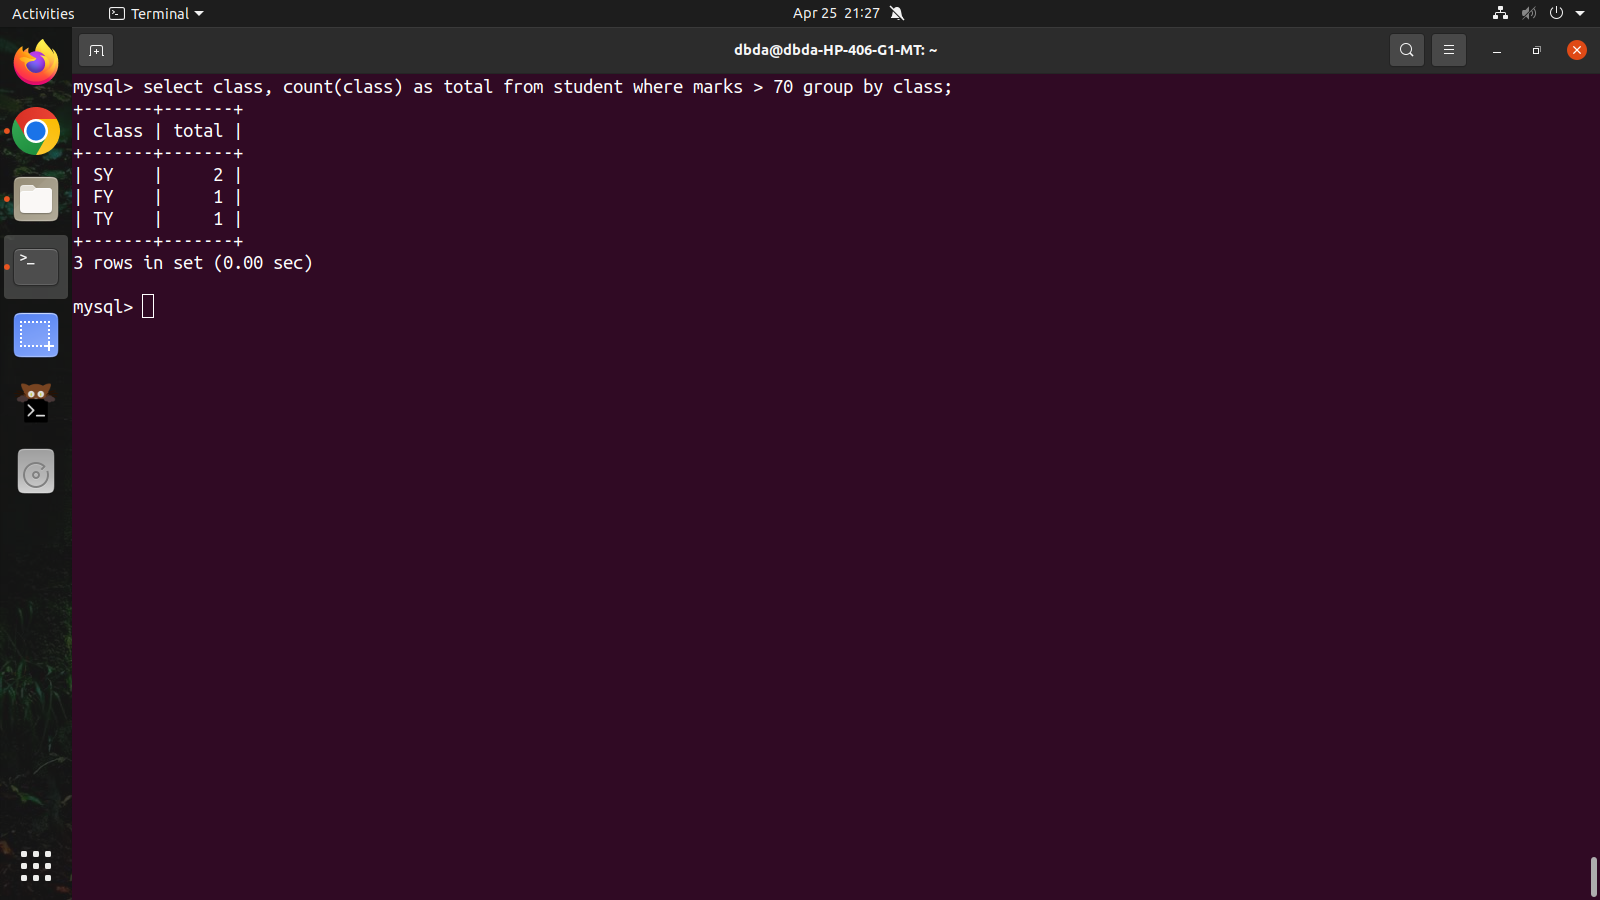 Activities Terminal Apr 25 21:27
dbda@dbda-HP-406-G1-MT: ~
mysql> select class, count(class) as total from student where marks > 70 group by class;
+-------+-------+
| class | total |
+-------+-------+
| SY    |     2 |
| FY    |     1 |
| TY    |     1 |
+-------+-------+
3 rows in set (0.00 sec)
mysql>